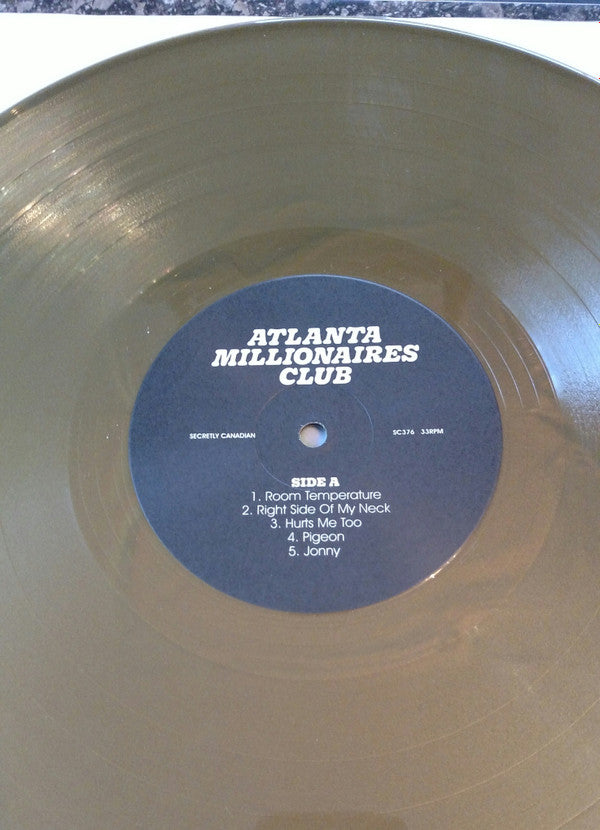 ATLANTA
MILLIONAIRES
CLUB
SECRETLY CANADIAN
SC376 33RPM
SIDE A
1. Room Temperature
2. Right Side Of My Neck
3. Hurts Me Too
4. Pigeon
5. Jonny